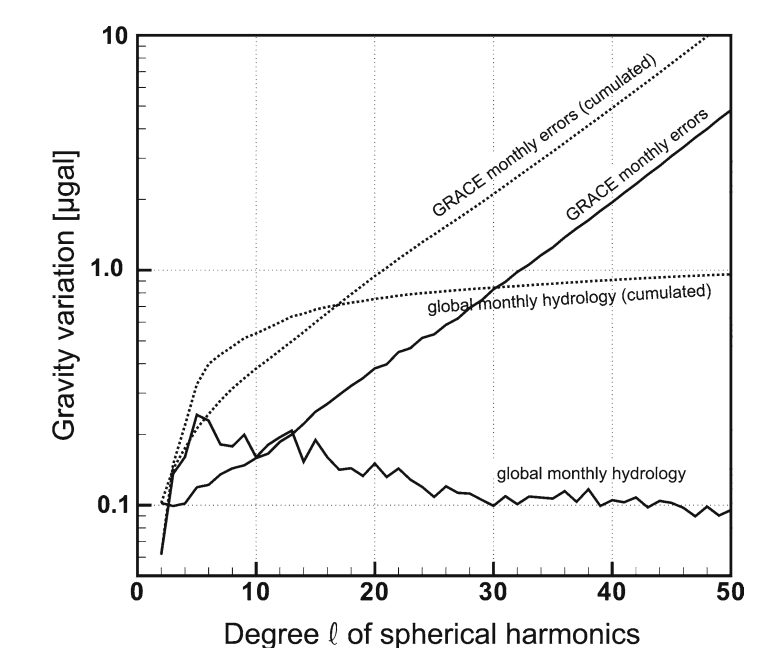 10
GRACE monthly errors (cumulated)
GRACE monthly errors
1.0
global monthly hydrology (cumulated)
Gravity variation [µgal]
global monthly hydrology
0.1
0 10 20 30 40 50
Degree ℓ of spherical harmonics